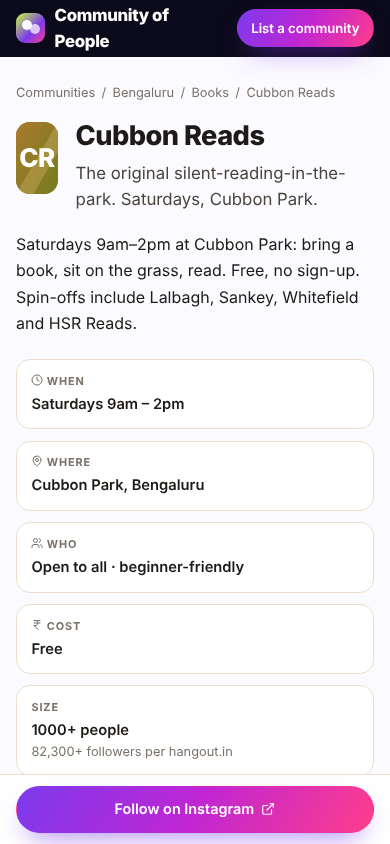 Community of
People
List a community
Communities / Bengaluru / Books / Cubbon Reads
CR
Cubbon Reads
The original silent-reading-in-the-
park. Saturdays, Cubbon Park.
Saturdays 9am–2pm at Cubbon Park: bring a
book, sit on the grass, read. Free, no sign-up.
Spin-offs include Lalbagh, Sankey, Whitefield
and HSR Reads.
WHEN
Saturdays 9am – 2pm
WHERE
Cubbon Park, Bengaluru
WHO
Open to all · beginner-friendly
₹ COST
Free
SIZE
1000+ people
82,300+ followers per hangout.in
Follow on Instagram